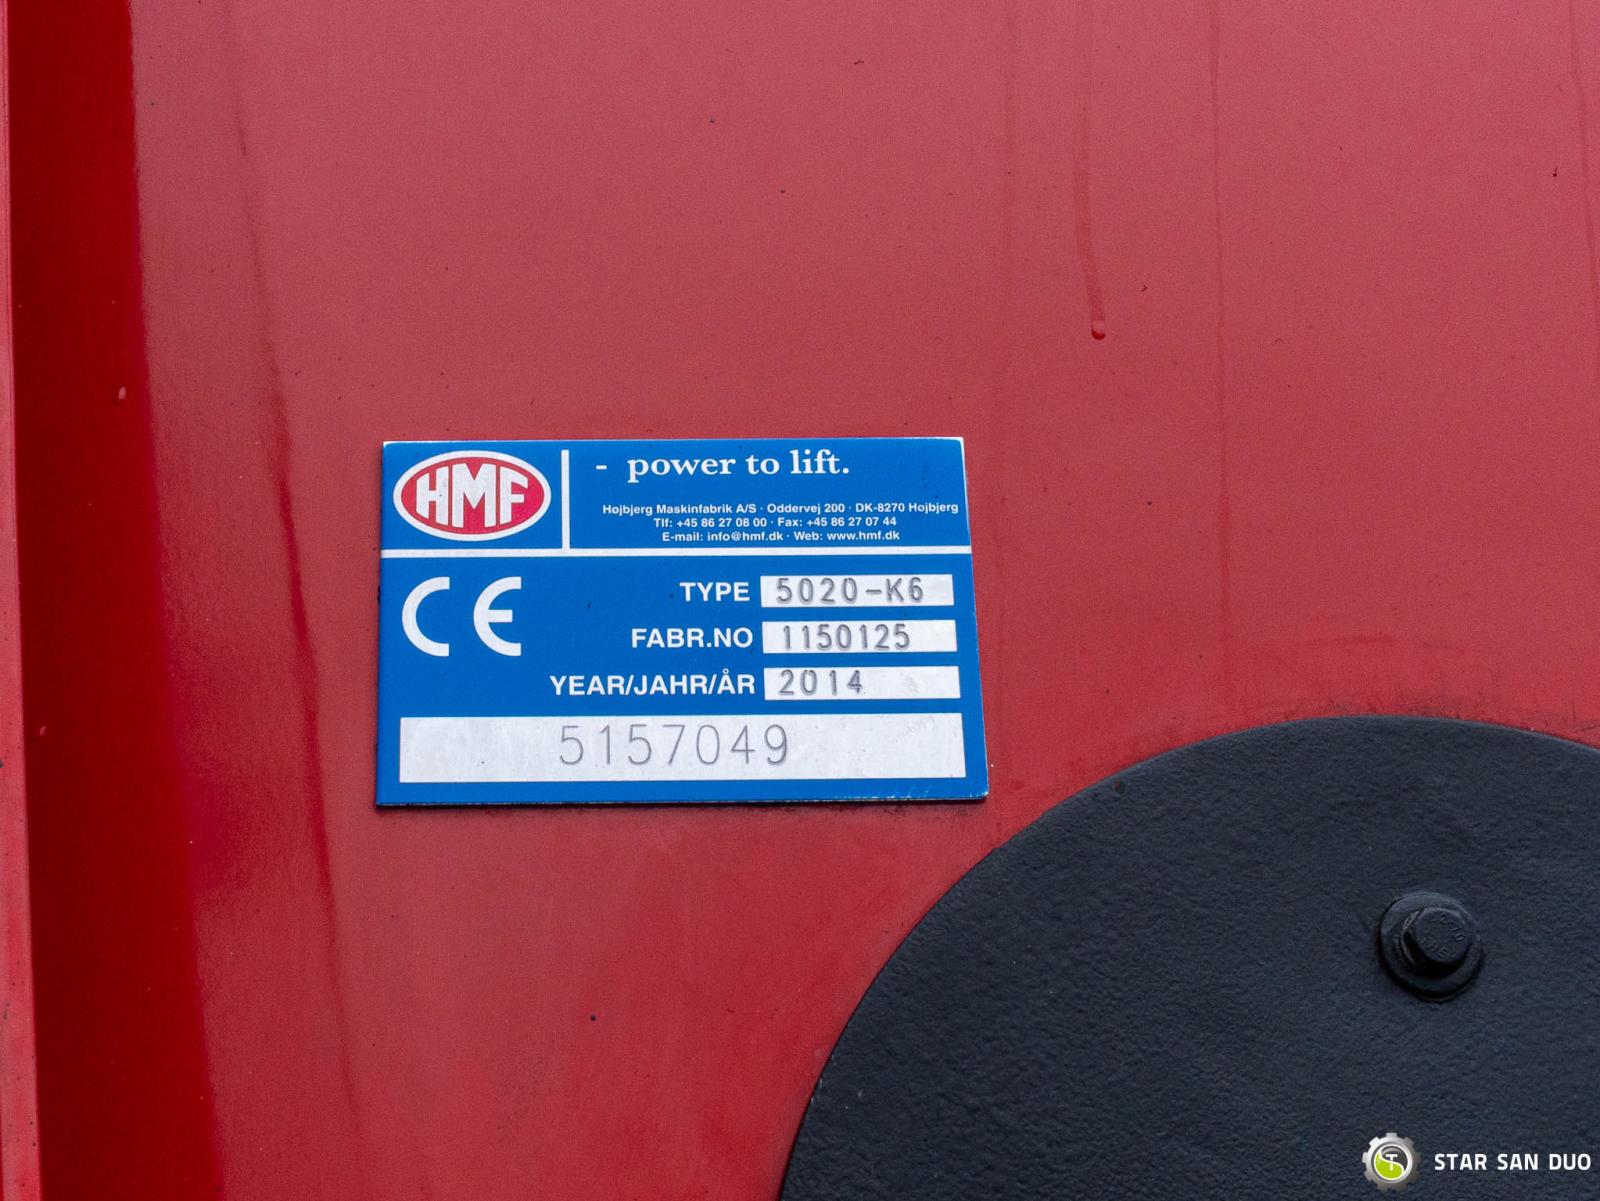 HMF
- power to lift.
Højbjerg Maskinfabrik A/S · Oddervej 200 · DK-8270 Højbjerg
Tlf: +45 86 27 08 00 · Fax: +45 86 27 07 44
E-mail: info@hmf.dk · Web: www.hmf.dk
CE
TYPE 5020-K6
FABR.NO 1150125
YEAR/JAHR/ÅR 2014
5157049
STAR SAN DUO